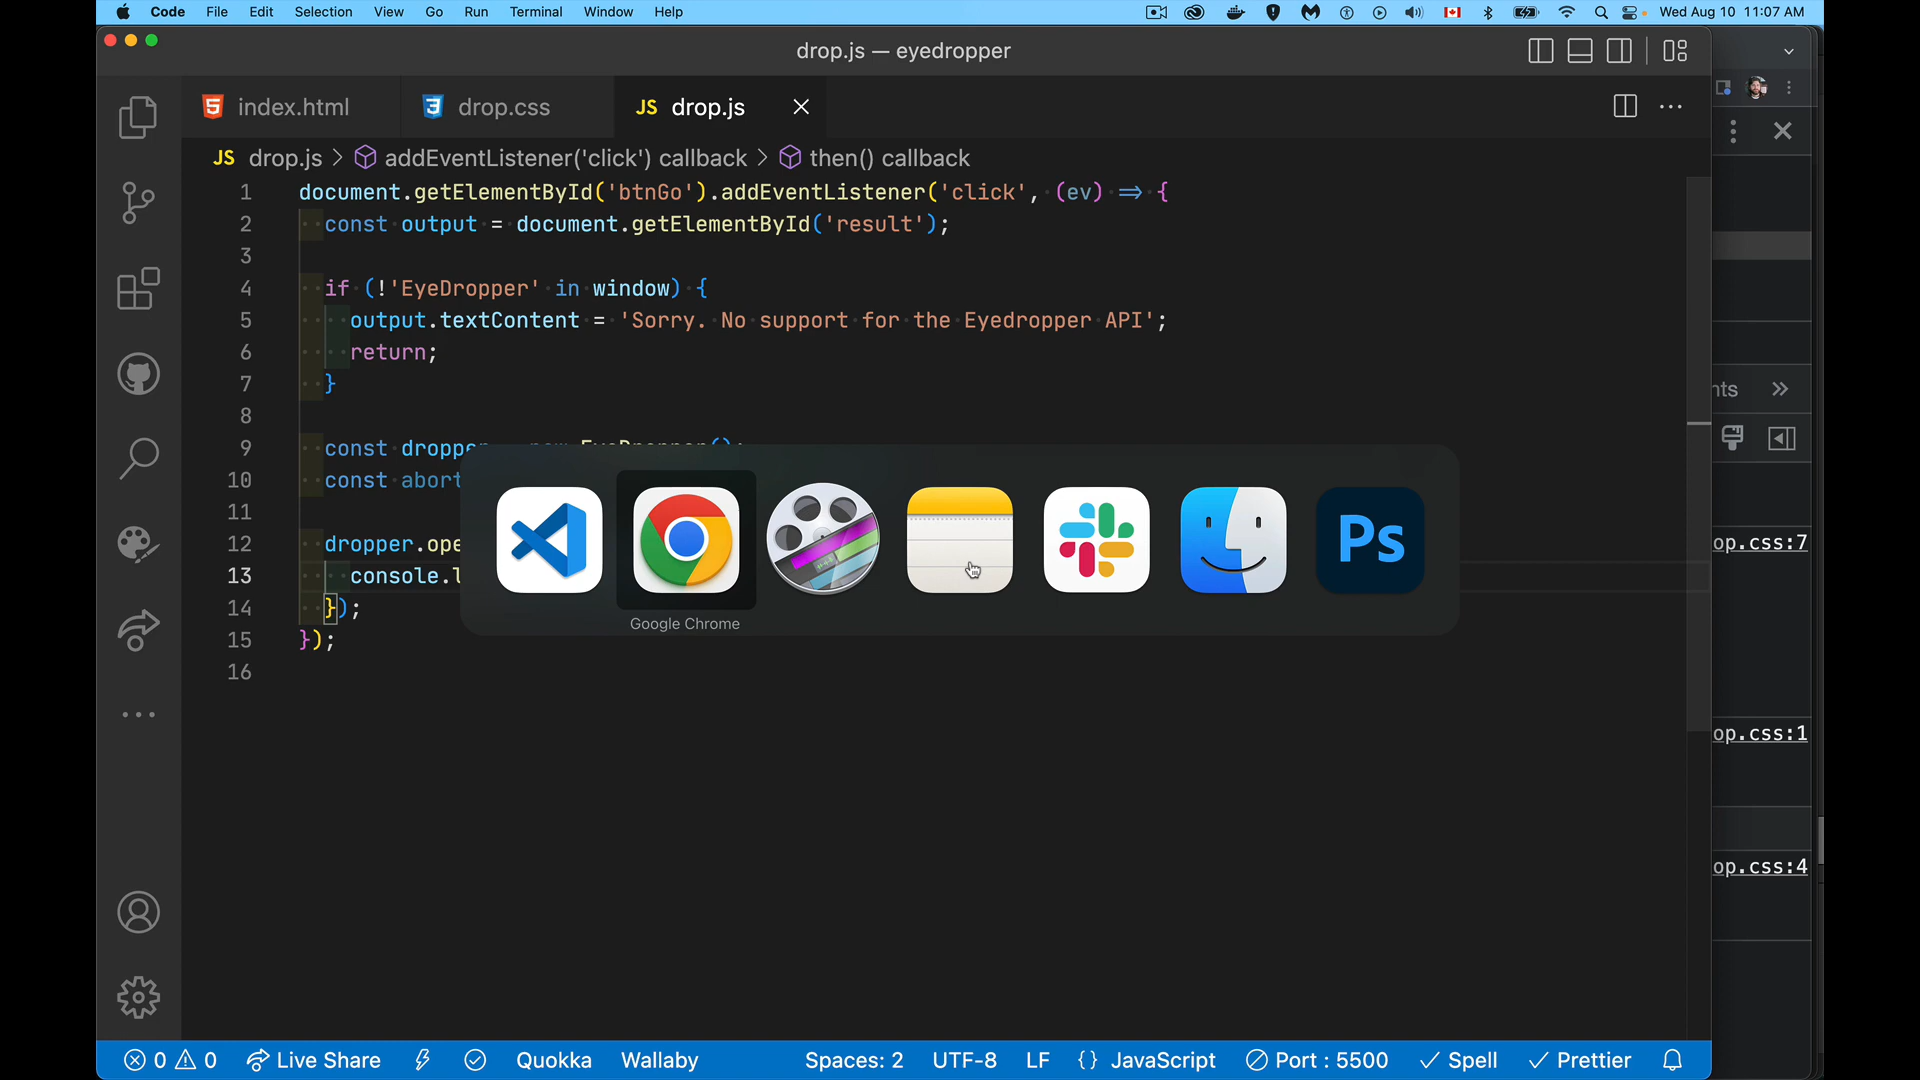 Code File Edit Selection View Go Run Terminal Window Help Wed Aug 10 11:07 AM
drop.js — eyedropper
index.html drop.css JS drop.js
JS drop.js > addEventListener('click') callback > then() callback
1 document.getElementById('btnGo').addEventListener('click', (ev) => {
2 const output = document.getElementById('result');
3
4 if (!'EyeDropper' in window) {
5 output.textContent = 'Sorry. No support for the Eyedropper API';
6 return;
7 }
8
9 const dropper = new EyeDropper();
10 const abort
11
12 dropper.ope
13 console.l
14 });
15 });
16
Ps
Google Chrome
nts
op.css:7
op.css:1
op.css:4
0 0 Live Share Quokka Wallaby Spaces: 2 UTF-8 LF {} JavaScript Port : 5500 Spell Prettier